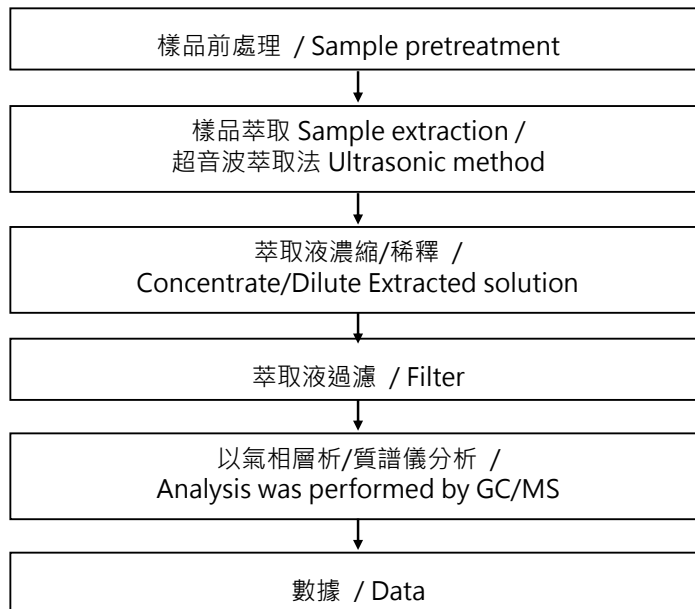 樣品前處理 / Sample pretreatment
樣品萃取 Sample extraction /
超音波萃取法 Ultrasonic method
萃取液濃縮/稀釋 /
Concentrate/Dilute Extracted solution
萃取液過濾 / Filter
以氣相層析/質譜儀分析 /
Analysis was performed by GC/MS
數據 / Data